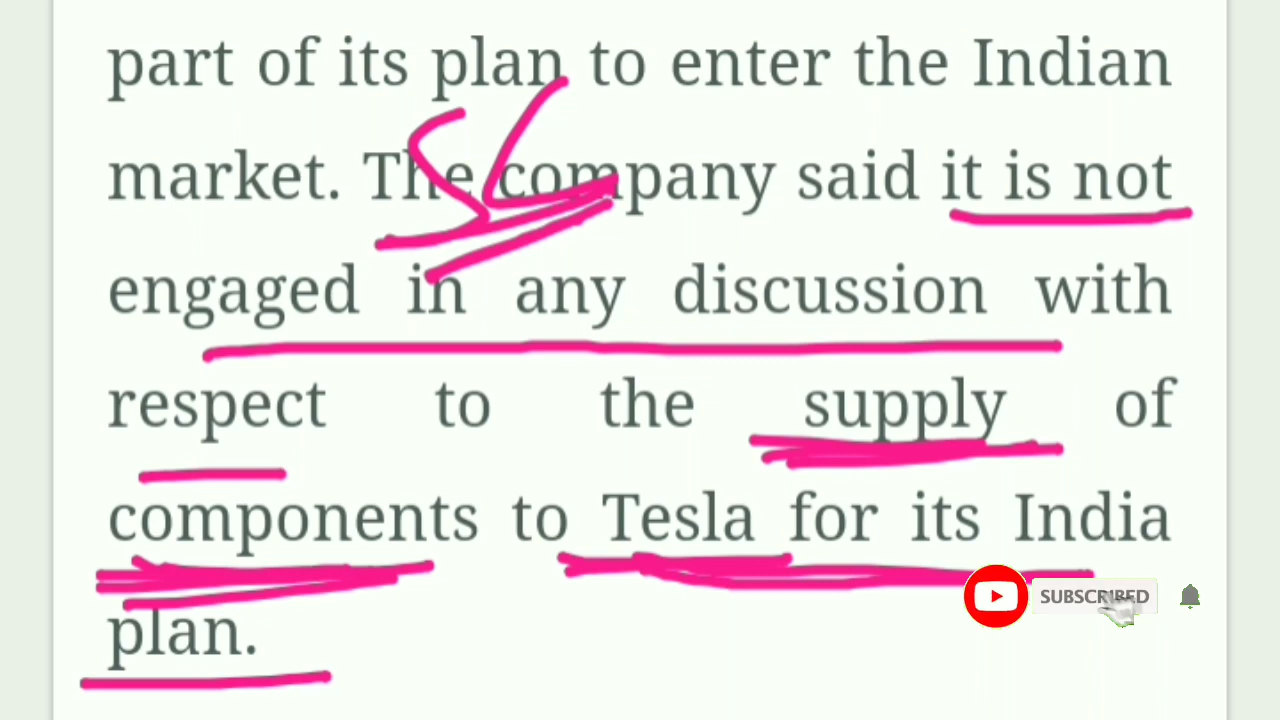 part of its plan to enter the Indian
market. The company said it is not
engaged in any discussion with
respect to the supply of
components to Tesla for its India
plan.
SUBSCRIBED